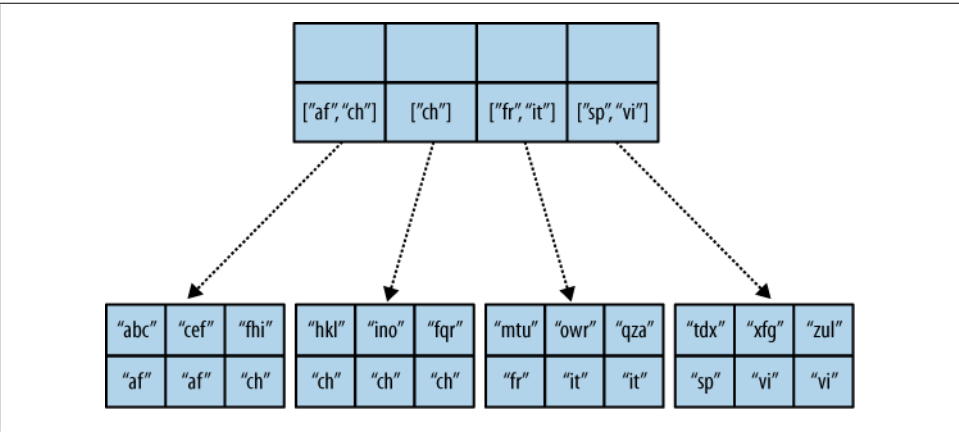 ["af", "ch"] ["ch"] ["fr", "it"] ["sp", "vi"]
"abc" "cef" "fhi" "hkl" "ino" "fqr" "mtu" "owr" "qza" "tdx" "xfg" "zul"
"af" "af" "ch" "ch" "ch" "ch" "fr" "it" "it" "sp" "vi" "vi"